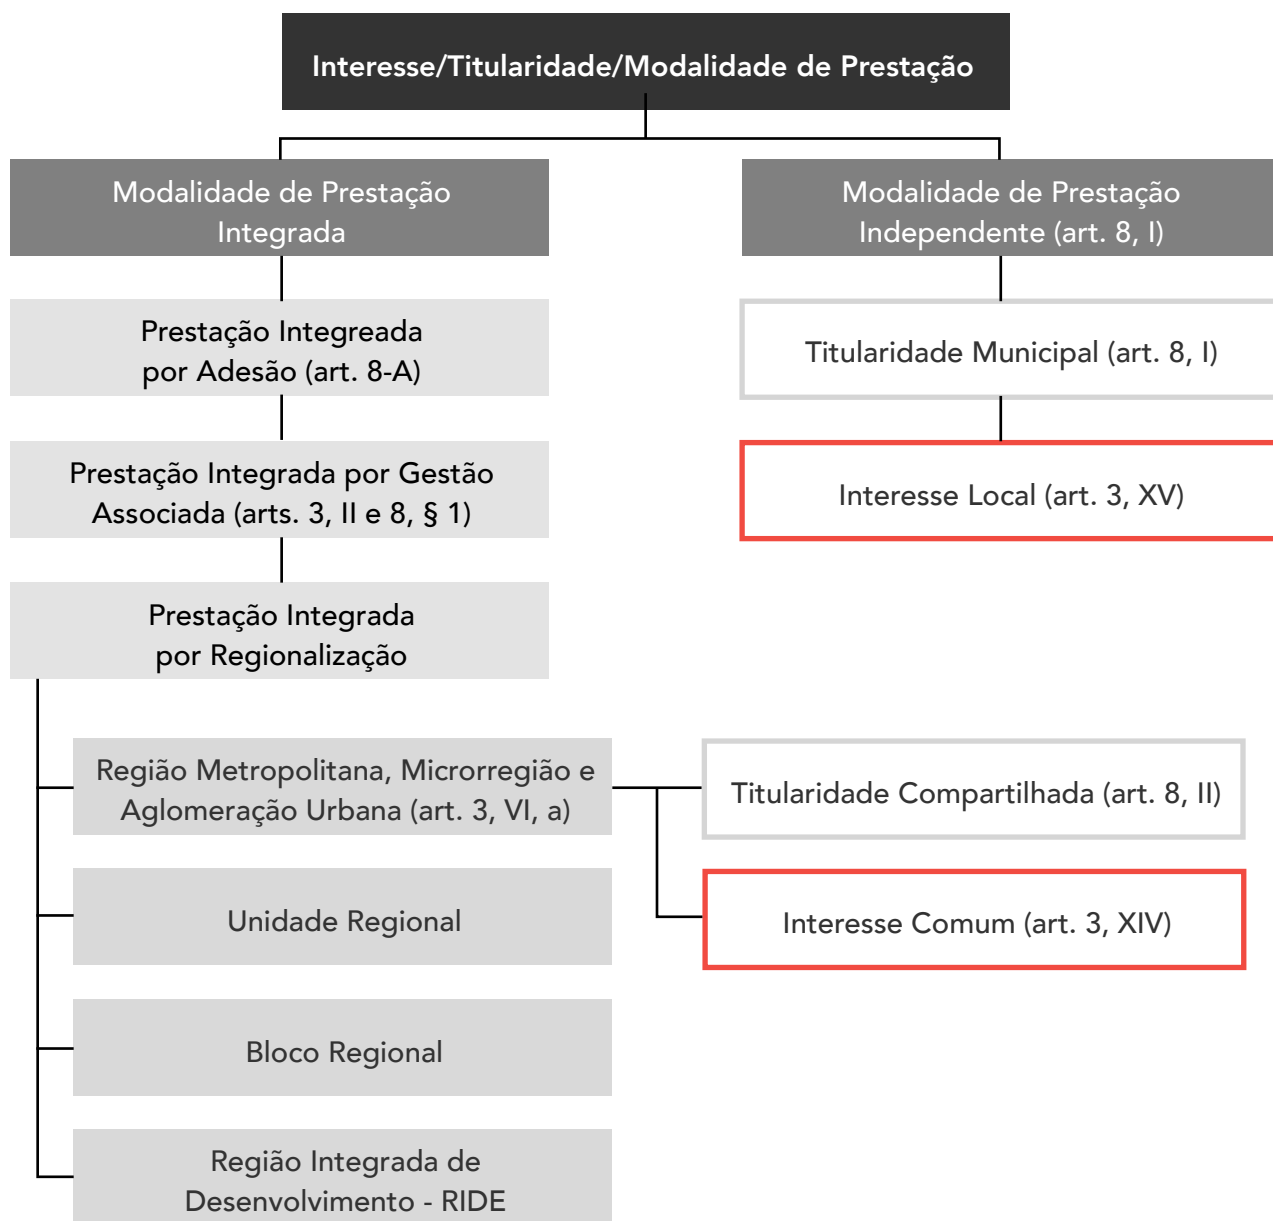 Interesse/Titularidade/Modalidade de Prestação
Modalidade de Prestação
Integrada
Modalidade de Prestação
Independente (art. 8, I)
Prestação Integreada
por Adesão (art. 8-A)
Titularidade Municipal (art. 8, I)
Prestação Integrada por Gestão
Associada (arts. 3, II e 8, § 1)
Interesse Local (art. 3, XV)
Prestação Integrada
por Regionalização
Região Metropolitana, Microrregião e
Aglomeração Urbana (art. 3, VI, a)
Titularidade Compartilhada (art. 8, II)
Unidade Regional
Interesse Comum (art. 3, XIV)
Bloco Regional
Região Integrada de
Desenvolvimento - RIDE